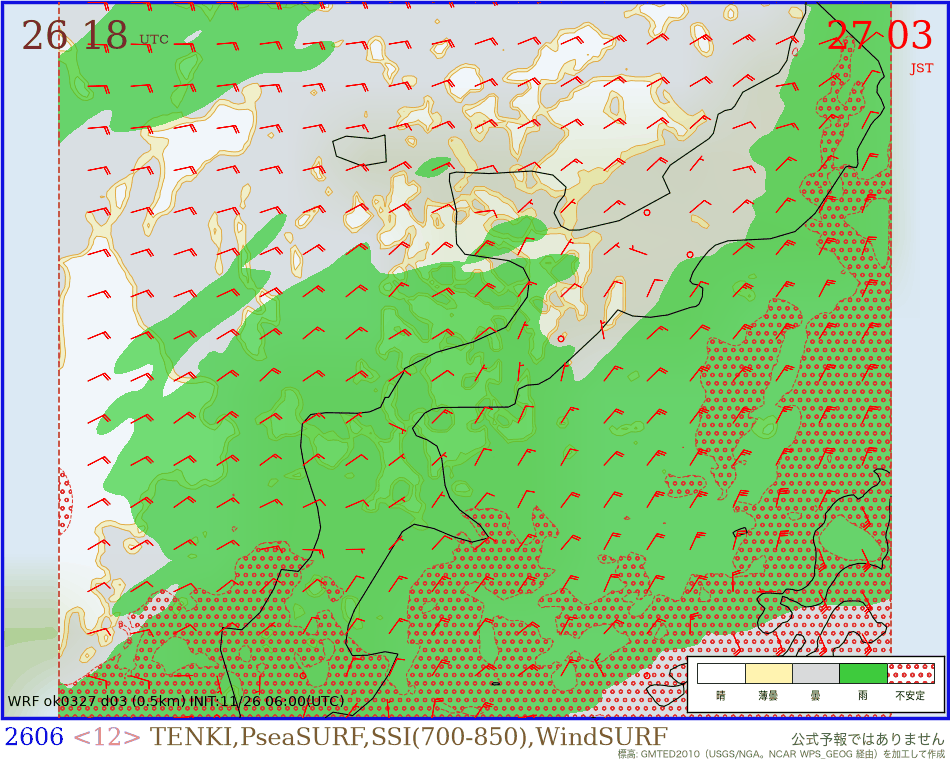 26 18 UTC
27 03
JST
晴 薄曇 曇 雨 不安定
WRF ok0327 d03 (0.5km) INIT:11/26 06:00(UTC)
2606 <12> TENKI,PseaSURF,SSI(700-850),WindSURF
公式予報ではありません
標高: GMTED2010（USGS/NGA。NCAR WPS_GEOG 経由）を加工して作成